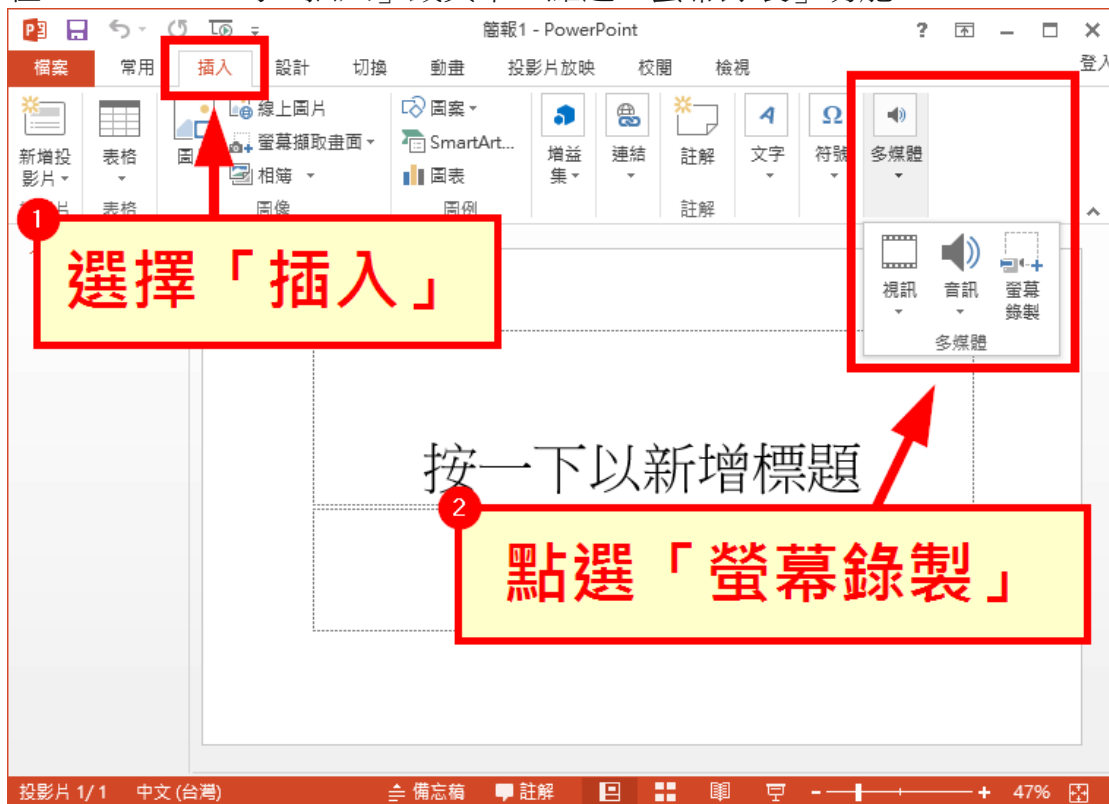 簡報1 - PowerPoint
?
檔案 常用 插入 設計 切換 動畫 投影片放映 校閱 檢視 登入
線上圖片
螢幕擷取畫面
相簿
圖案
SmartArt...
圖表
新增投
影片
表格
增益
集
連結
註解
文字
符號
多媒體
表格 圖像 圖例 註解
視訊 音訊 螢幕
錄製
多媒體
1
選擇「插入」
按一下以新增標題
2
點選「螢幕錄製」
投影片 1/1 中文 (台灣) 備忘稿 註解 47%